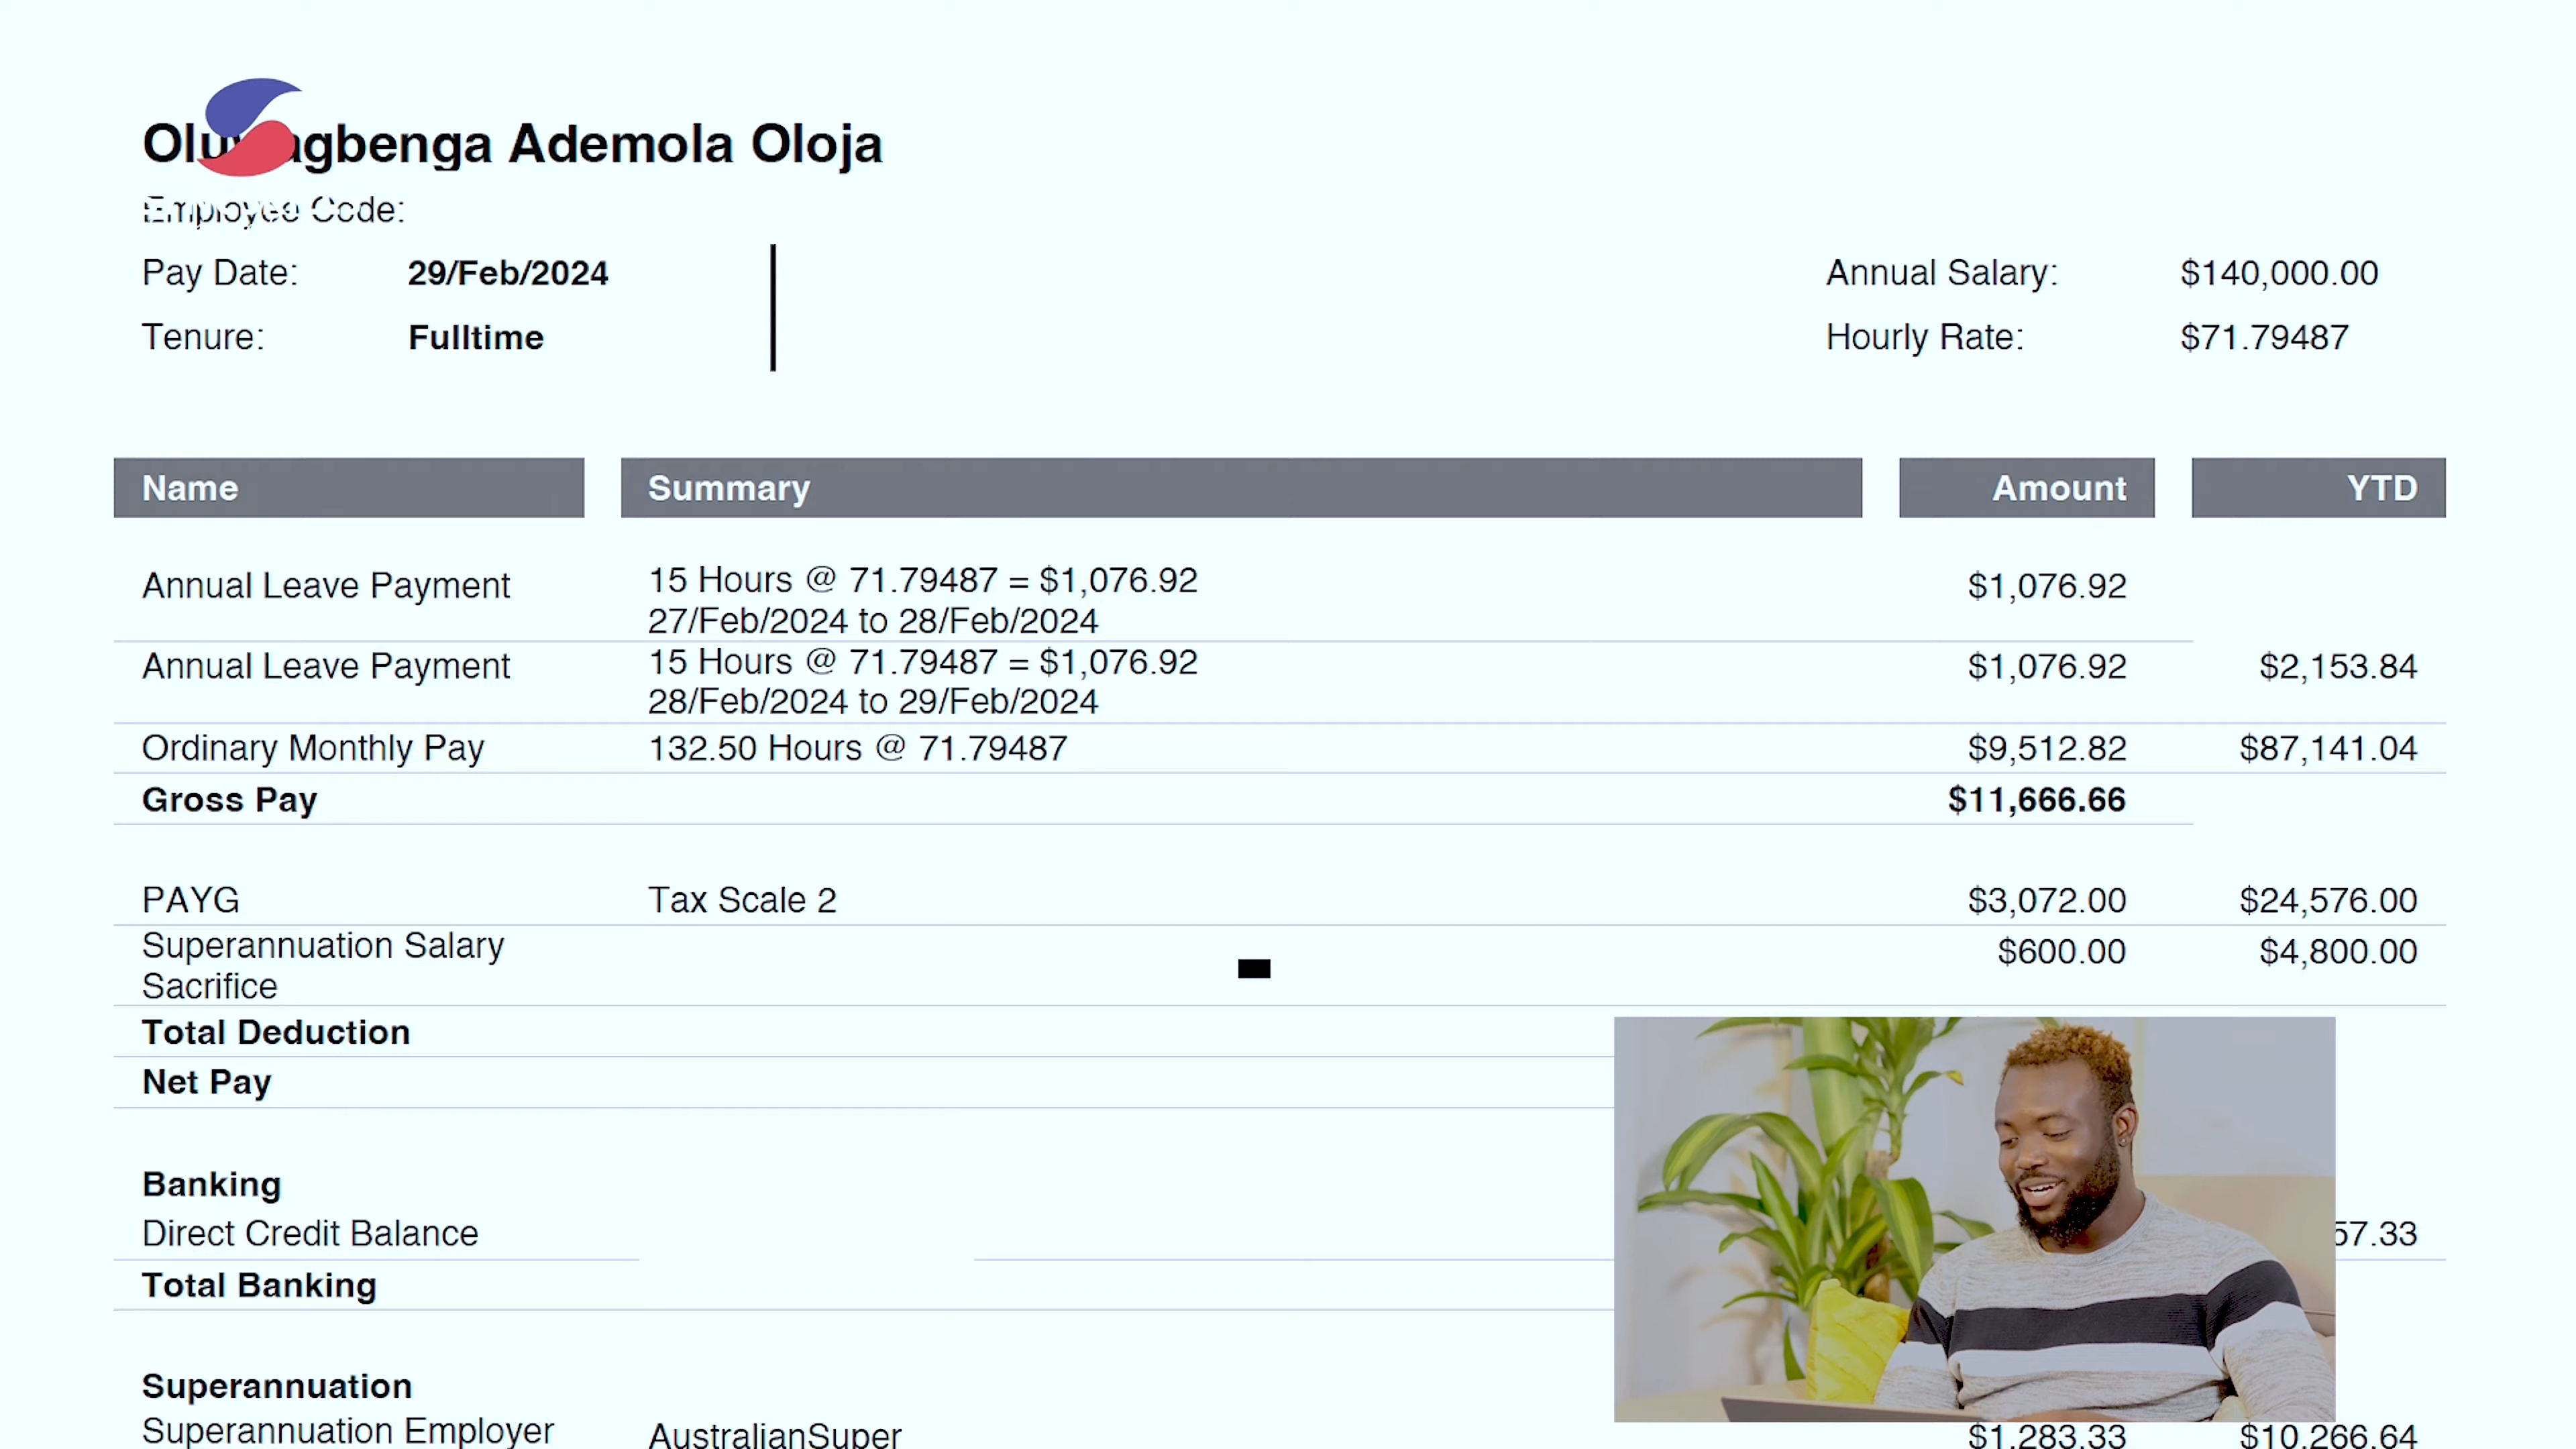 Ademola Oloja
Employee Code:
Pay Date: 29/Feb/2024 Annual Salary: $140,000.00
Tenure: Fulltime Hourly Rate: $71.79487
Name Summary Amount YTD
Annual Leave Payment 15 Hours @ 71.79487 = $1,076.92 $1,076.92
27/Feb/2024 to 28/Feb/2024
Annual Leave Payment 15 Hours @ 71.79487 = $1,076.92 $1,076.92 $2,153.84
28/Feb/2024 to 29/Feb/2024
Ordinary Monthly Pay 132.50 Hours @ 71.79487 $9,512.82 $87,141.04
Gross Pay $11,666.66
PAYG Tax Scale 2 $3,072.00 $24,576.00
Superannuation Salary $600.00 $4,800.00
Sacrifice
Total Deduction
Net Pay
Banking
Direct Credit Balance 57.33
Total Banking
Superannuation
Superannuation Employer AustralianSuper $1,283.33 $10,266.64